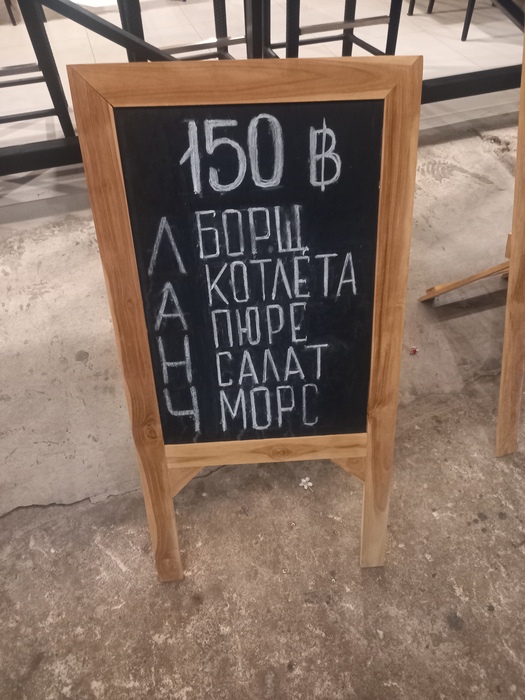 150 ฿
ЛАНЧ
БОРЩ
КОТЛЕТА
ПЮРЕ
САЛАТ
МОРС